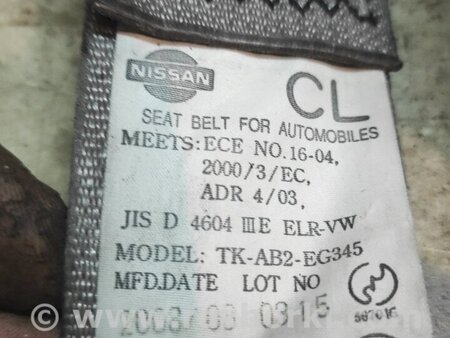 NISSAN
CL
SEAT BELT FOR AUTOMOBILES
MEETS:ECE NO.16-04,
2000/3/EC,
ADR 4/03,
JIS D 4604 ⅢE ELR-VW
MODEL: TK-AB2-EG345
MFD.DATE LOT NO
0315